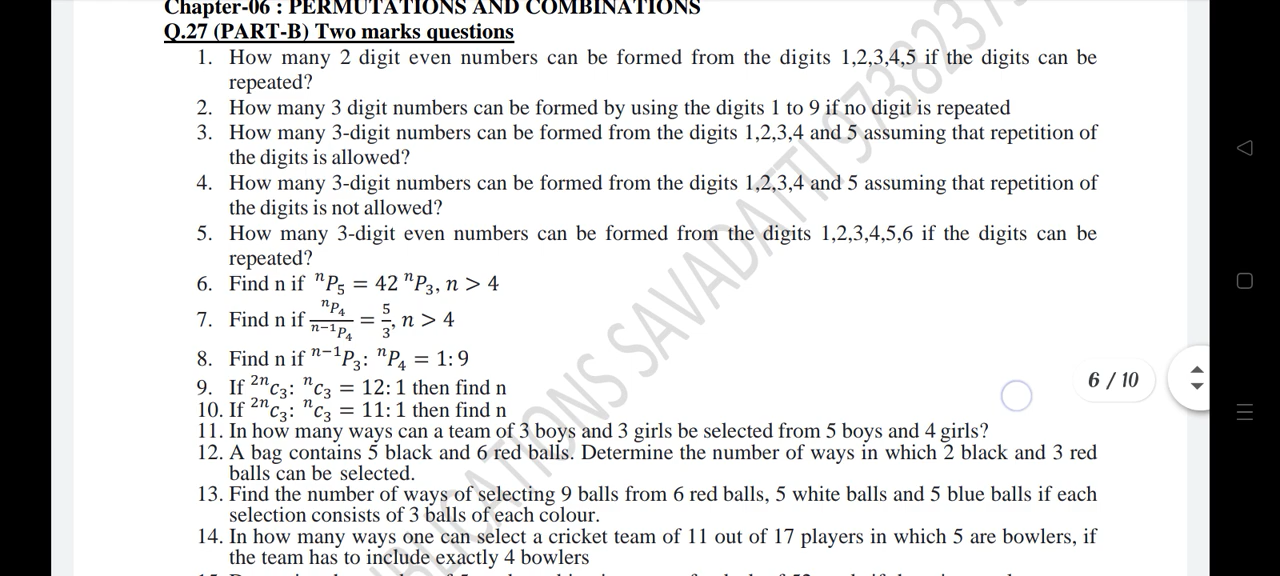 Chapter-06 : PERMUTATIONS AND COMBINATIONS
Q.27 (PART-B) Two marks questions
1. How many 2 digit even numbers can be formed from the digits 1,2,3,4,5 if the digits can be
repeated?
2. How many 3 digit numbers can be formed by using the digits 1 to 9 if no digit is repeated
3. How many 3-digit numbers can be formed from the digits 1,2,3,4 and 5 assuming that repetition of
the digits is allowed?
4. How many 3-digit numbers can be formed from the digits 1,2,3,4 and 5 assuming that repetition of
the digits is not allowed?
5. How many 3-digit even numbers can be formed from the digits 1,2,3,4,5,6 if the digits can be
repeated?
6. Find n if ⁿP₅ = 42 ⁿP₃, n > 4
7. Find n if ⁿP₄/ⁿ⁻¹P₄ = 5/3, n > 4
8. Find n if ⁿ⁻¹P₃: ⁿP₄ = 1: 9
9. If ²ⁿc₃: ⁿc₃ = 12: 1 then find n
10. If ²ⁿc₃: ⁿc₃ = 11: 1 then find n
11. In how many ways can a team of 3 boys and 3 girls be selected from 5 boys and 4 girls?
12. A bag contains 5 black and 6 red balls. Determine the number of ways in which 2 black and 3 red
balls can be selected.
13. Find the number of ways of selecting 9 balls from 6 red balls, 5 white balls and 5 blue balls if each
selection consists of 3 balls of each colour.
14. In how many ways one can select a cricket team of 11 out of 17 players in which 5 are bowlers, if
the team has to include exactly 4 bowlers
6 / 10
BLICATIONS SAVADATTI 9738237